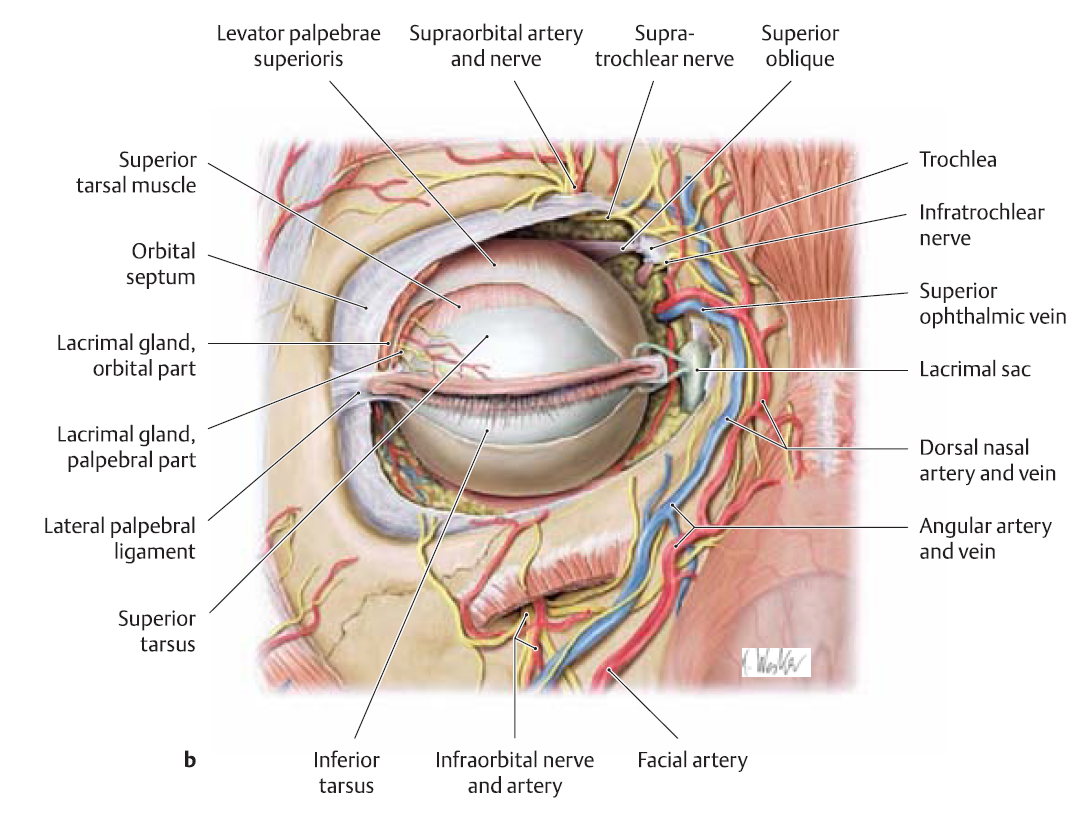 Levator palpebrae
superioris
Supraorbital artery
and nerve
Supra-
trochlear nerve
Superior
oblique
Superior
tarsal muscle
Orbital
septum
Lacrimal gland,
orbital part
Lacrimal gland,
palpebral part
Lateral palpebral
ligament
Superior
tarsus
Trochlea
Infratrochlear
nerve
Superior
ophthalmic vein
Lacrimal sac
Dorsal nasal
artery and vein
Angular artery
and vein
b
Inferior
tarsus
Infraorbital nerve
and artery
Facial artery